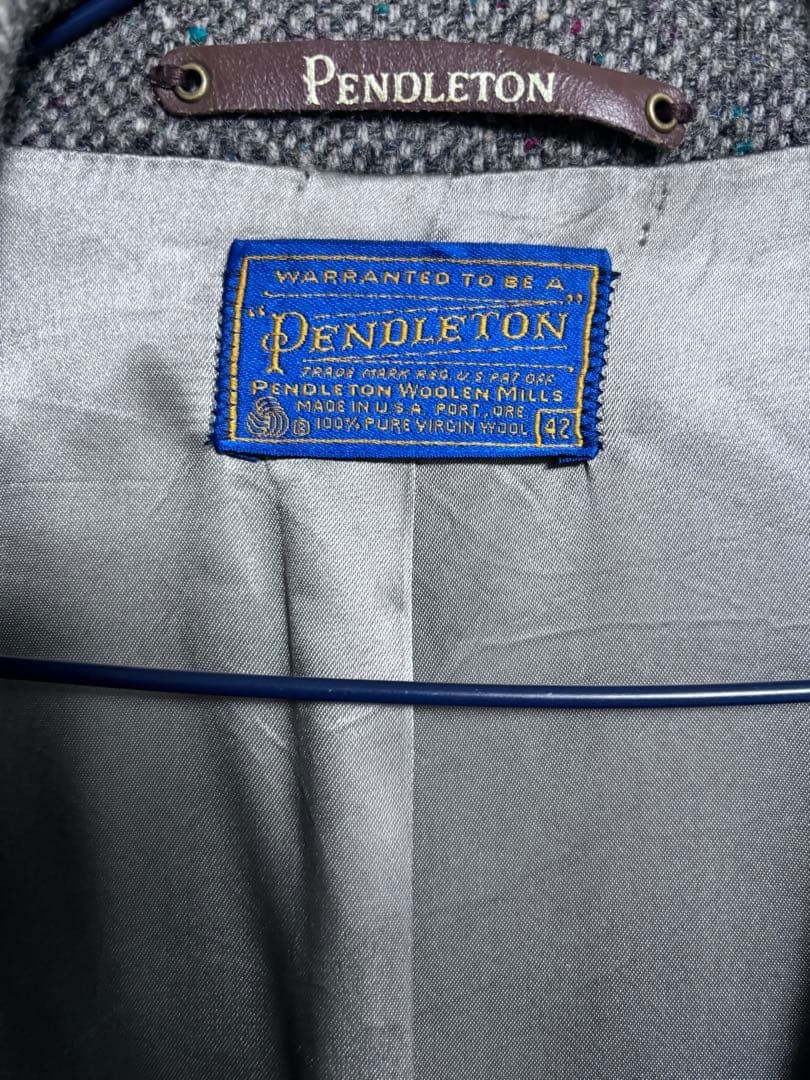 PENDLETON
WARRANTED TO BE A
"PENDLETON"
TRADE MARK REG. U.S. PAT. OFF.
PENDLETON WOOLEN MILLS
MADE IN U.S.A. PORT., ORE
R 100% PURE VIRGIN WOOL 42